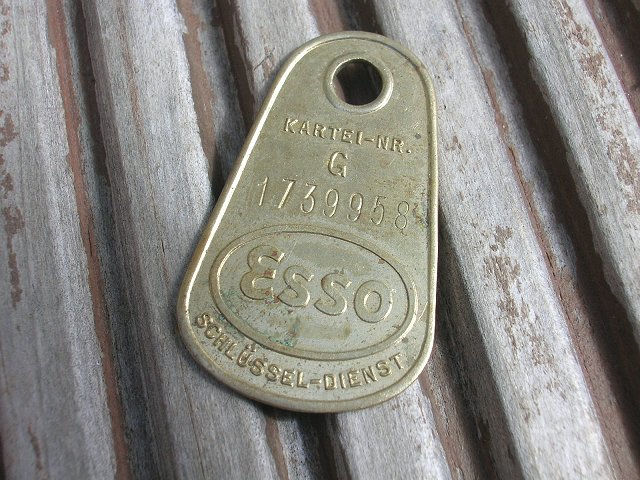 KARTEI-NR.
G
1739958
Esso
SCHLÜSSEL-DIENST